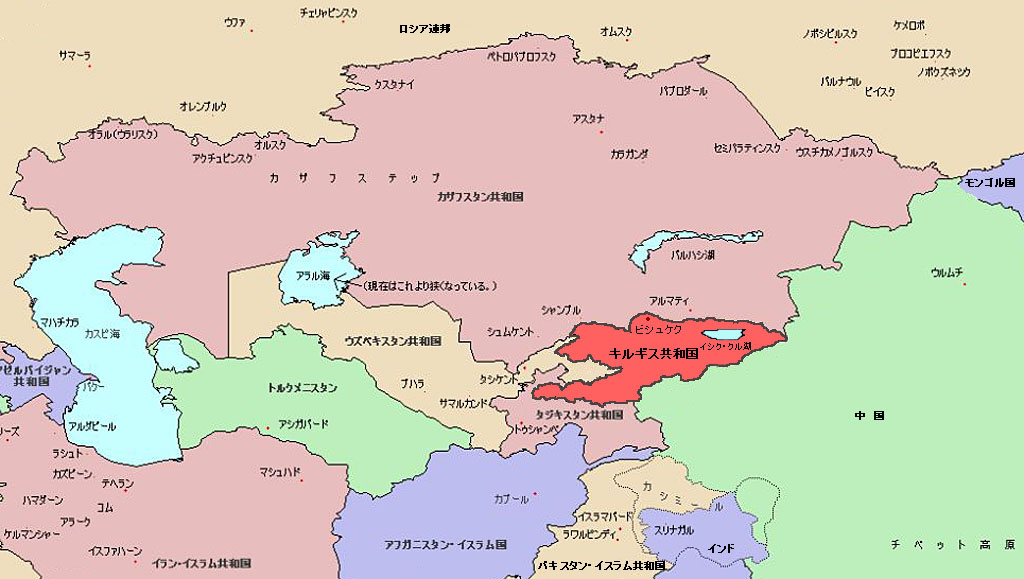 チェリャビンスク
ウファ
ロシア連邦
オムスク
ノボシビルスク
ケメロボ
サマーラ
ペトロパブロフスク
プロコピエフスク
ノボクズネツク
クスタナイ
パブロダール
バルナウル
ビイスク
オレンブルク
アスタナ
オラル(ウラリスク)
オルスク
アクチュビンスク
カラガンダ
セミパラティンスク
ウスチカメノゴルスク
カザフステップ
モンゴル国
カザフスタン共和国
バルハシ湖
アラル海
(現在はこれより狭くなっている。)
ウルムチ
アルマティ
ジャンブル
マハチカラ
カスピ海
シュムケント
ビシュケク
イシク・クル湖
ウズベキスタン共和国
キルギス共和国
アゼルバイジャン
共和国
バクー
トルクメニスタン
ブハラ
タシケント
サマルカンド
タジキスタン共和国
中国
アルダビール
アシガバード
ドゥシャンベ
リーズ
ラシュト
カズビーン
テヘラン
マシュハド
カシミール
ハマダーン
コム
カブール
アラーク
ケルマンシャー
イスラマバード
ラワルピンディ
スリナガル
イスファハーン
アフガニスタン・イスラム国
インド
チベット高原
イラン・イスラム共和国
パキスタン・イスラム共和国